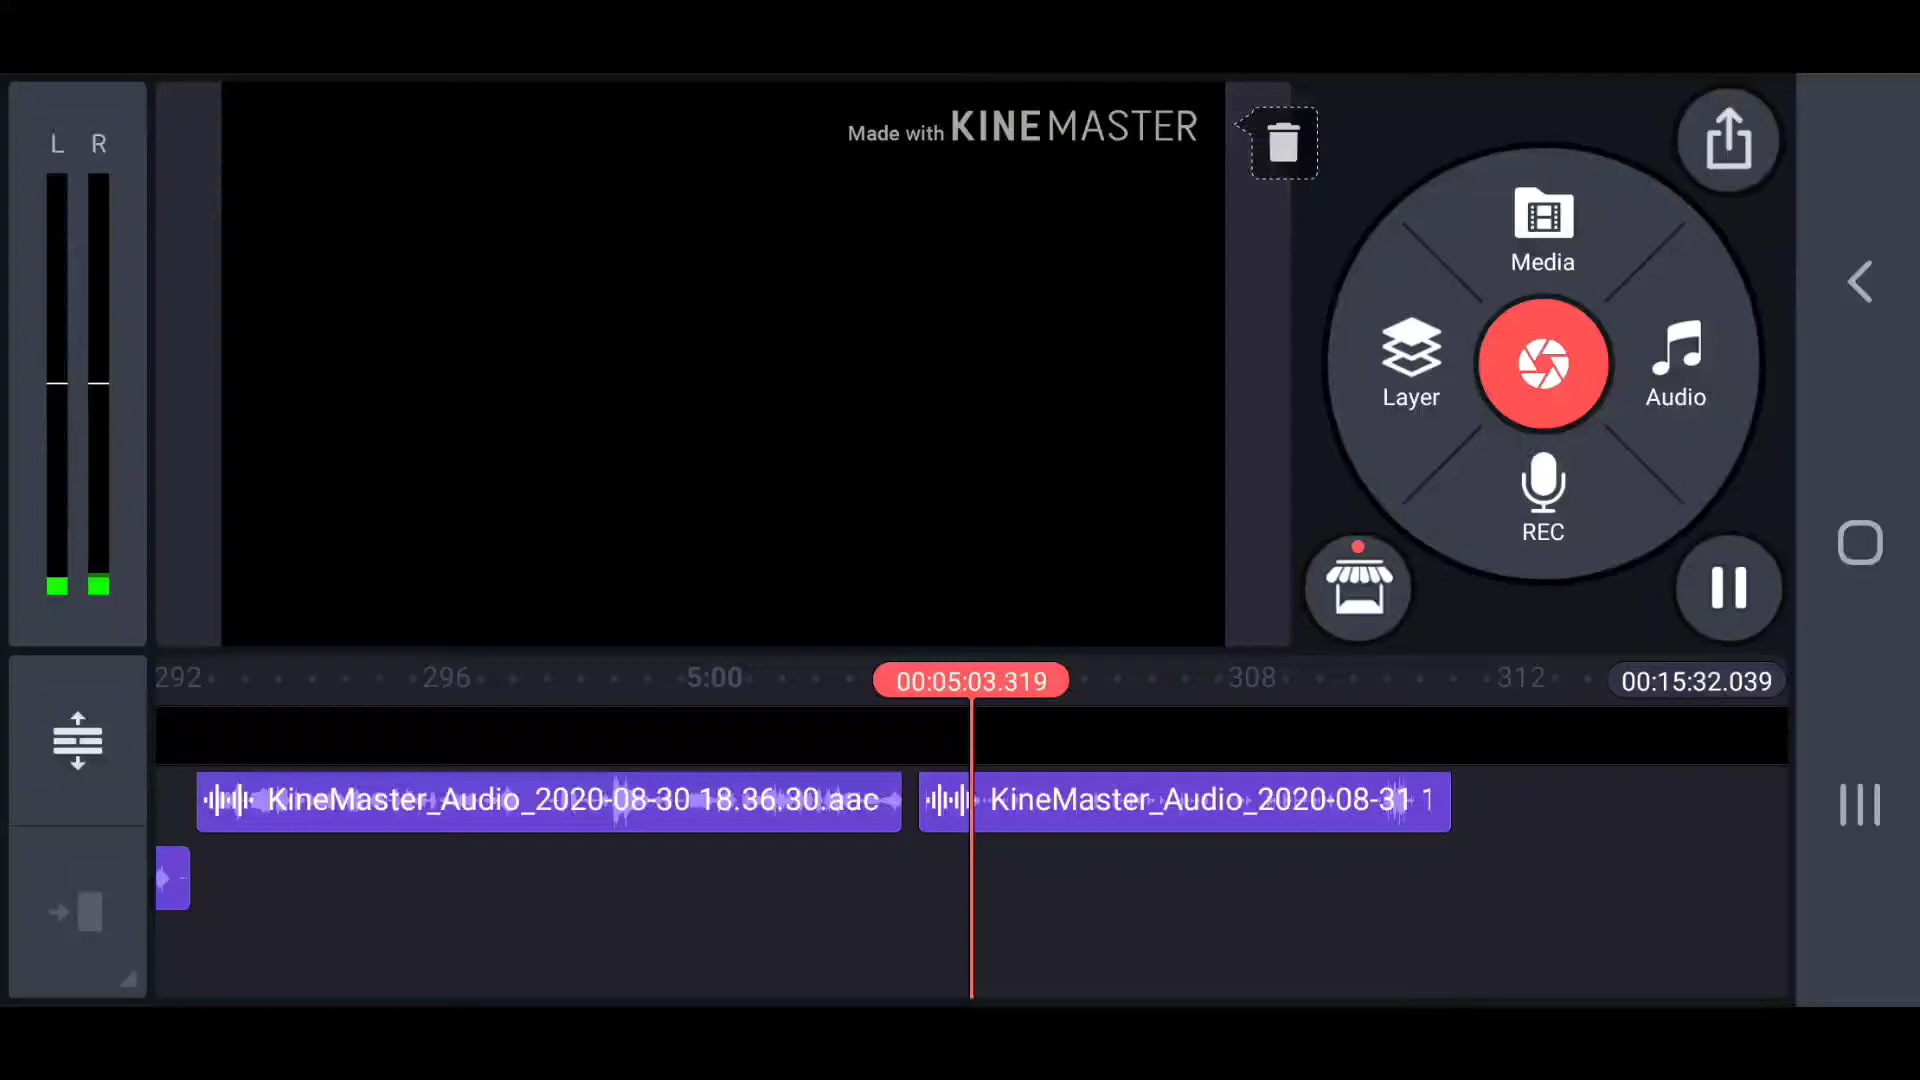 L R
Made with KINEMASTER
Media
Layer
Audio
REC
292 296 5:00 00:05:03.319 308 312 00:15:32.039
KineMaster_Audio_2020-08-30 18.36.30.aac KineMaster_Audio_2020-08-31 1